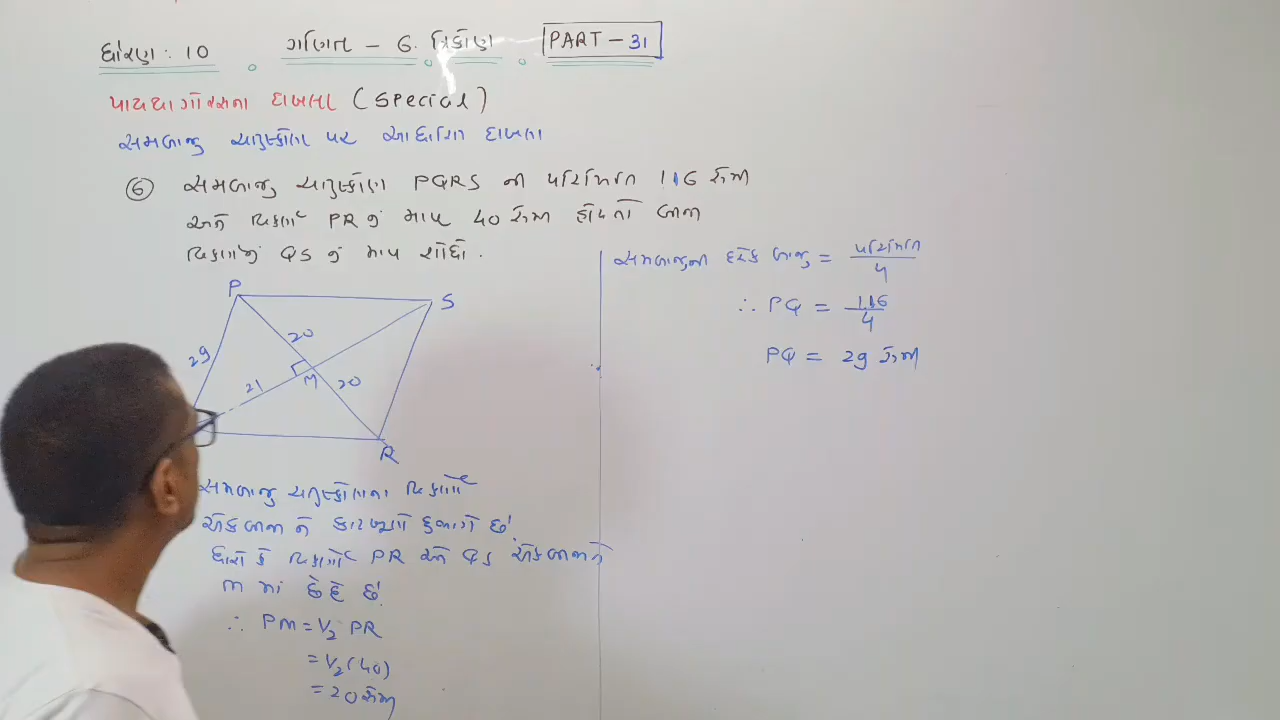 ધોરણ : 10 ગણિત - 6. ત્રિકોણ PART - 31
પાયથાગોરસના દાખલા (Special)
સમબાજુ ચતુષ્કોણ પર આધારિત દાખલા
⑥ સમબાજુ ચતુષ્કોણ PQRS ની પરિમિતિ 116 સેમી
અને વિકર્ણ PR નું માપ 40 સેમી હોય તો બીજા
વિકર્ણનું QS નું માપ શોધો.
P
S
29
20
21
M
20
R
સમબાજુ ચતુષ્કોણના વિકર્ણો
એકબીજા ને કાટખૂણે દુભાગે છે.
ધારો કે વિકર્ણો PR અને QS એકબીજાને
M માં છેદે છે.
∴ PM = 1/2 PR
= 1/2 (40)
= 20 સેમી
સમબાજુની દરેક બાજુ = પરિમિતિ / 4
∴ PQ = 116 / 4
PQ = 29 સેમી